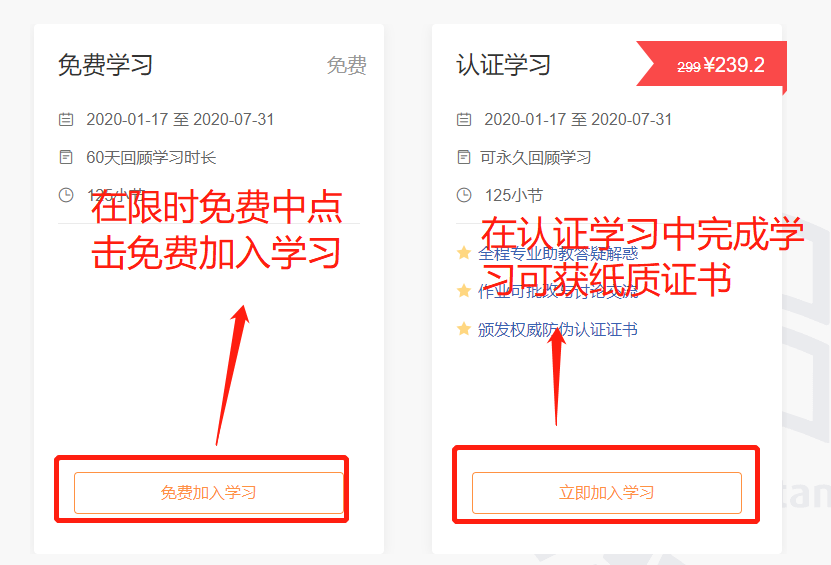 免费学习
免费
2020-01-17 至 2020-07-31
60天回顾学习时长
125小节
在限时免费中点
击免费加入学习
免费加入学习
认证学习
299 ¥239.2
2020-01-17 至 2020-07-31
可永久回顾学习
125小节
在认证学习中完成学
习可获纸质证书
全程专业助教答疑解惑
作业可批改与讨论交流
颁发权威防伪认证证书
立即加入学习